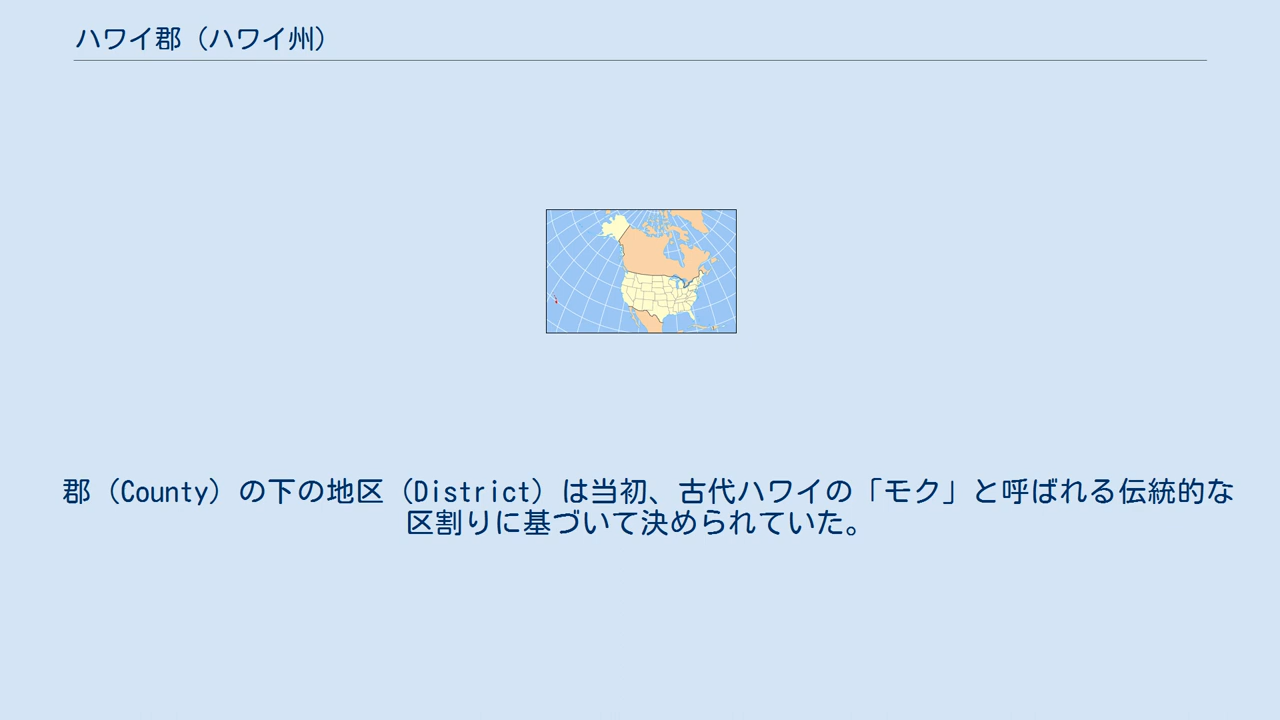 ハワイ郡（ハワイ州）
郡（County）の下の地区（District）は当初、古代ハワイの「モク」と呼ばれる伝統的な
区割りに基づいて決められていた。